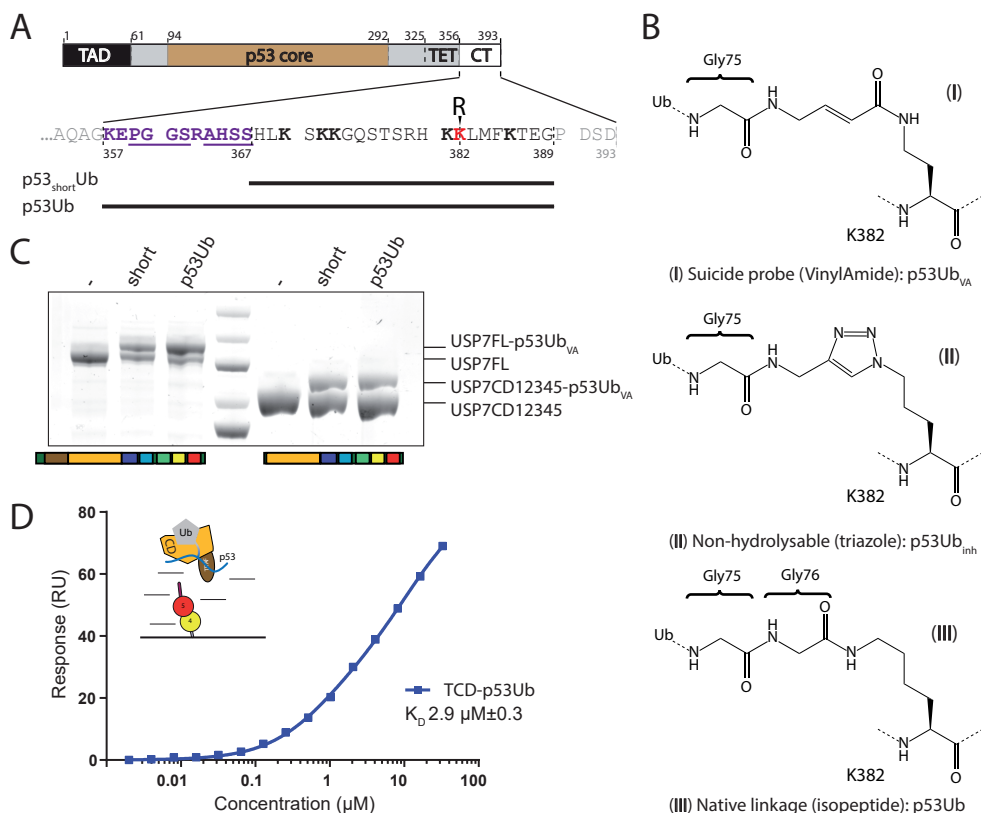 A
1 61 94 292 325 356 393
TAD p53 core TET CT
R
...AQAGKEPG GSRAHSSHLK SKKGQSTSRH KKLMFKTEGP DSD
357 367 382 389 393
p53shortUb
p53Ub
B
Gly75
Ub
N
H
O
H
N
O
NH
(I)
N
H
O
K382
(I) Suicide probe (VinylAmide): p53UbVA
Gly75
Ub
N
H
O
H
N
N=N
N
(II)
N
H
O
K382
(II) Non-hydrolysable (triazole): p53Ubinh
Gly75 Gly76
Ub
N
H
O
H
N
O
N
H
(III)
N
H
O
K382
(III) Native linkage (isopeptide): p53Ub
C
- short p53Ub - short p53Ub
USP7FL-p53UbVA
USP7FL
USP7CD12345-p53UbVA
USP7CD12345
D
80
60
40
20
0
Response (RU)
CD Ub p53
5
4
TCD-p53Ub
KD 2.9 µM±0.3
0.01 0.1 1 10 100
Concentration (µM)